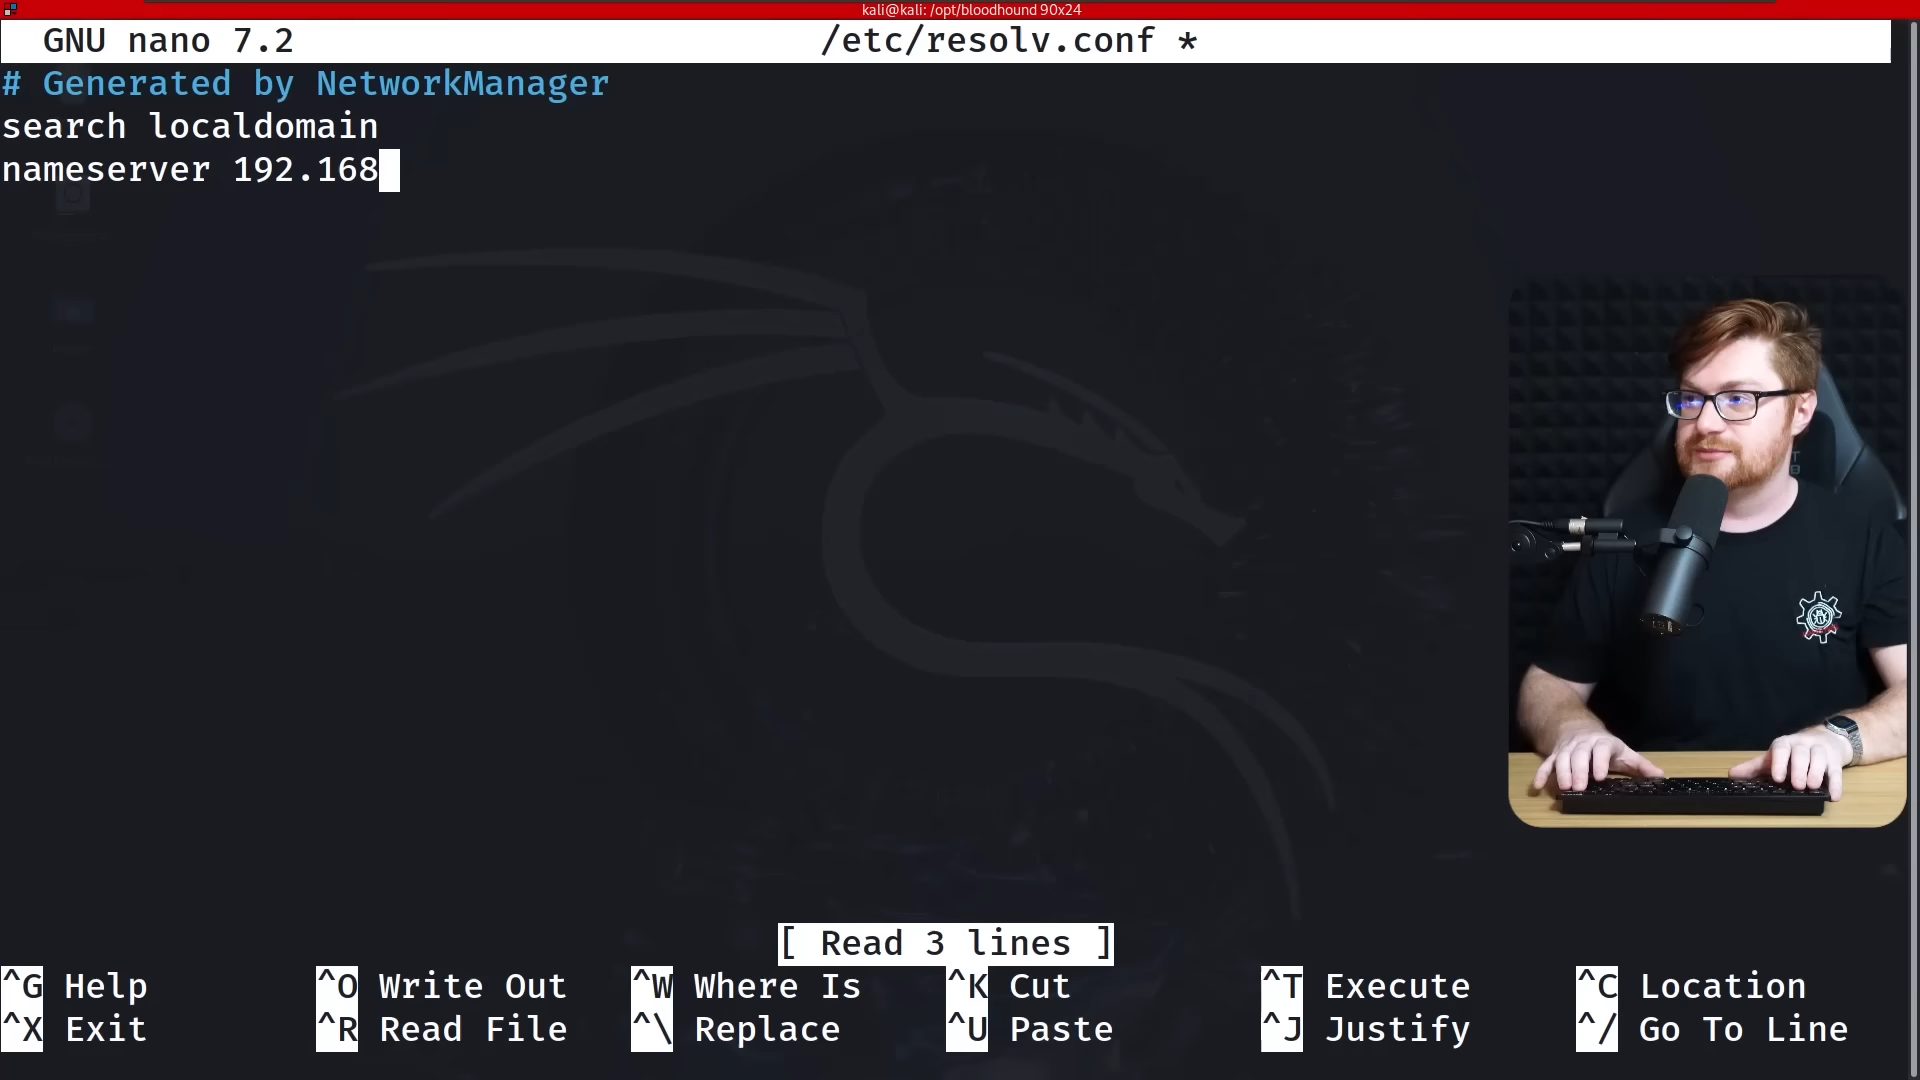 kali@kali: /opt/bloodhound 90x24
GNU nano 7.2 /etc/resolv.conf *
# Generated by NetworkManager
search localdomain
nameserver 192.168
[ Read 3 lines ]
^G Help ^O Write Out ^W Where Is ^K Cut ^T Execute ^C Location
^X Exit ^R Read File ^\ Replace ^U Paste ^J Justify ^/ Go To Line